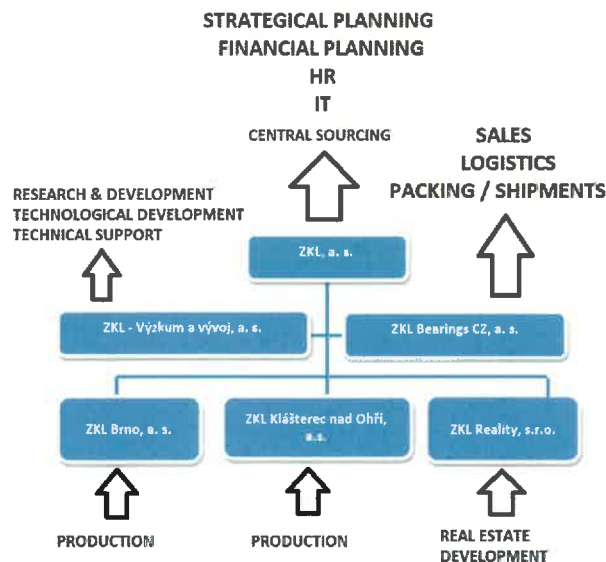 STRATEGICAL PLANNING
FINANCIAL PLANNING
HR
IT
CENTRAL SOURCING
SALES
LOGISTICS
PACKING / SHIPMENTS
RESEARCH & DEVELOPMENT
TECHNOLOGICAL DEVELOPMENT
TECHNICAL SUPPORT
ZKL, a. s.
ZKL - Výzkum a vývoj, a. s.
ZKL Bearings CZ, a. s.
ZKL Brno, a. s.
ZKL Klášterec nad Ohří,
a.s.
ZKL Reality, s.r.o.
PRODUCTION
PRODUCTION
REAL ESTATE
DEVELOPMENT